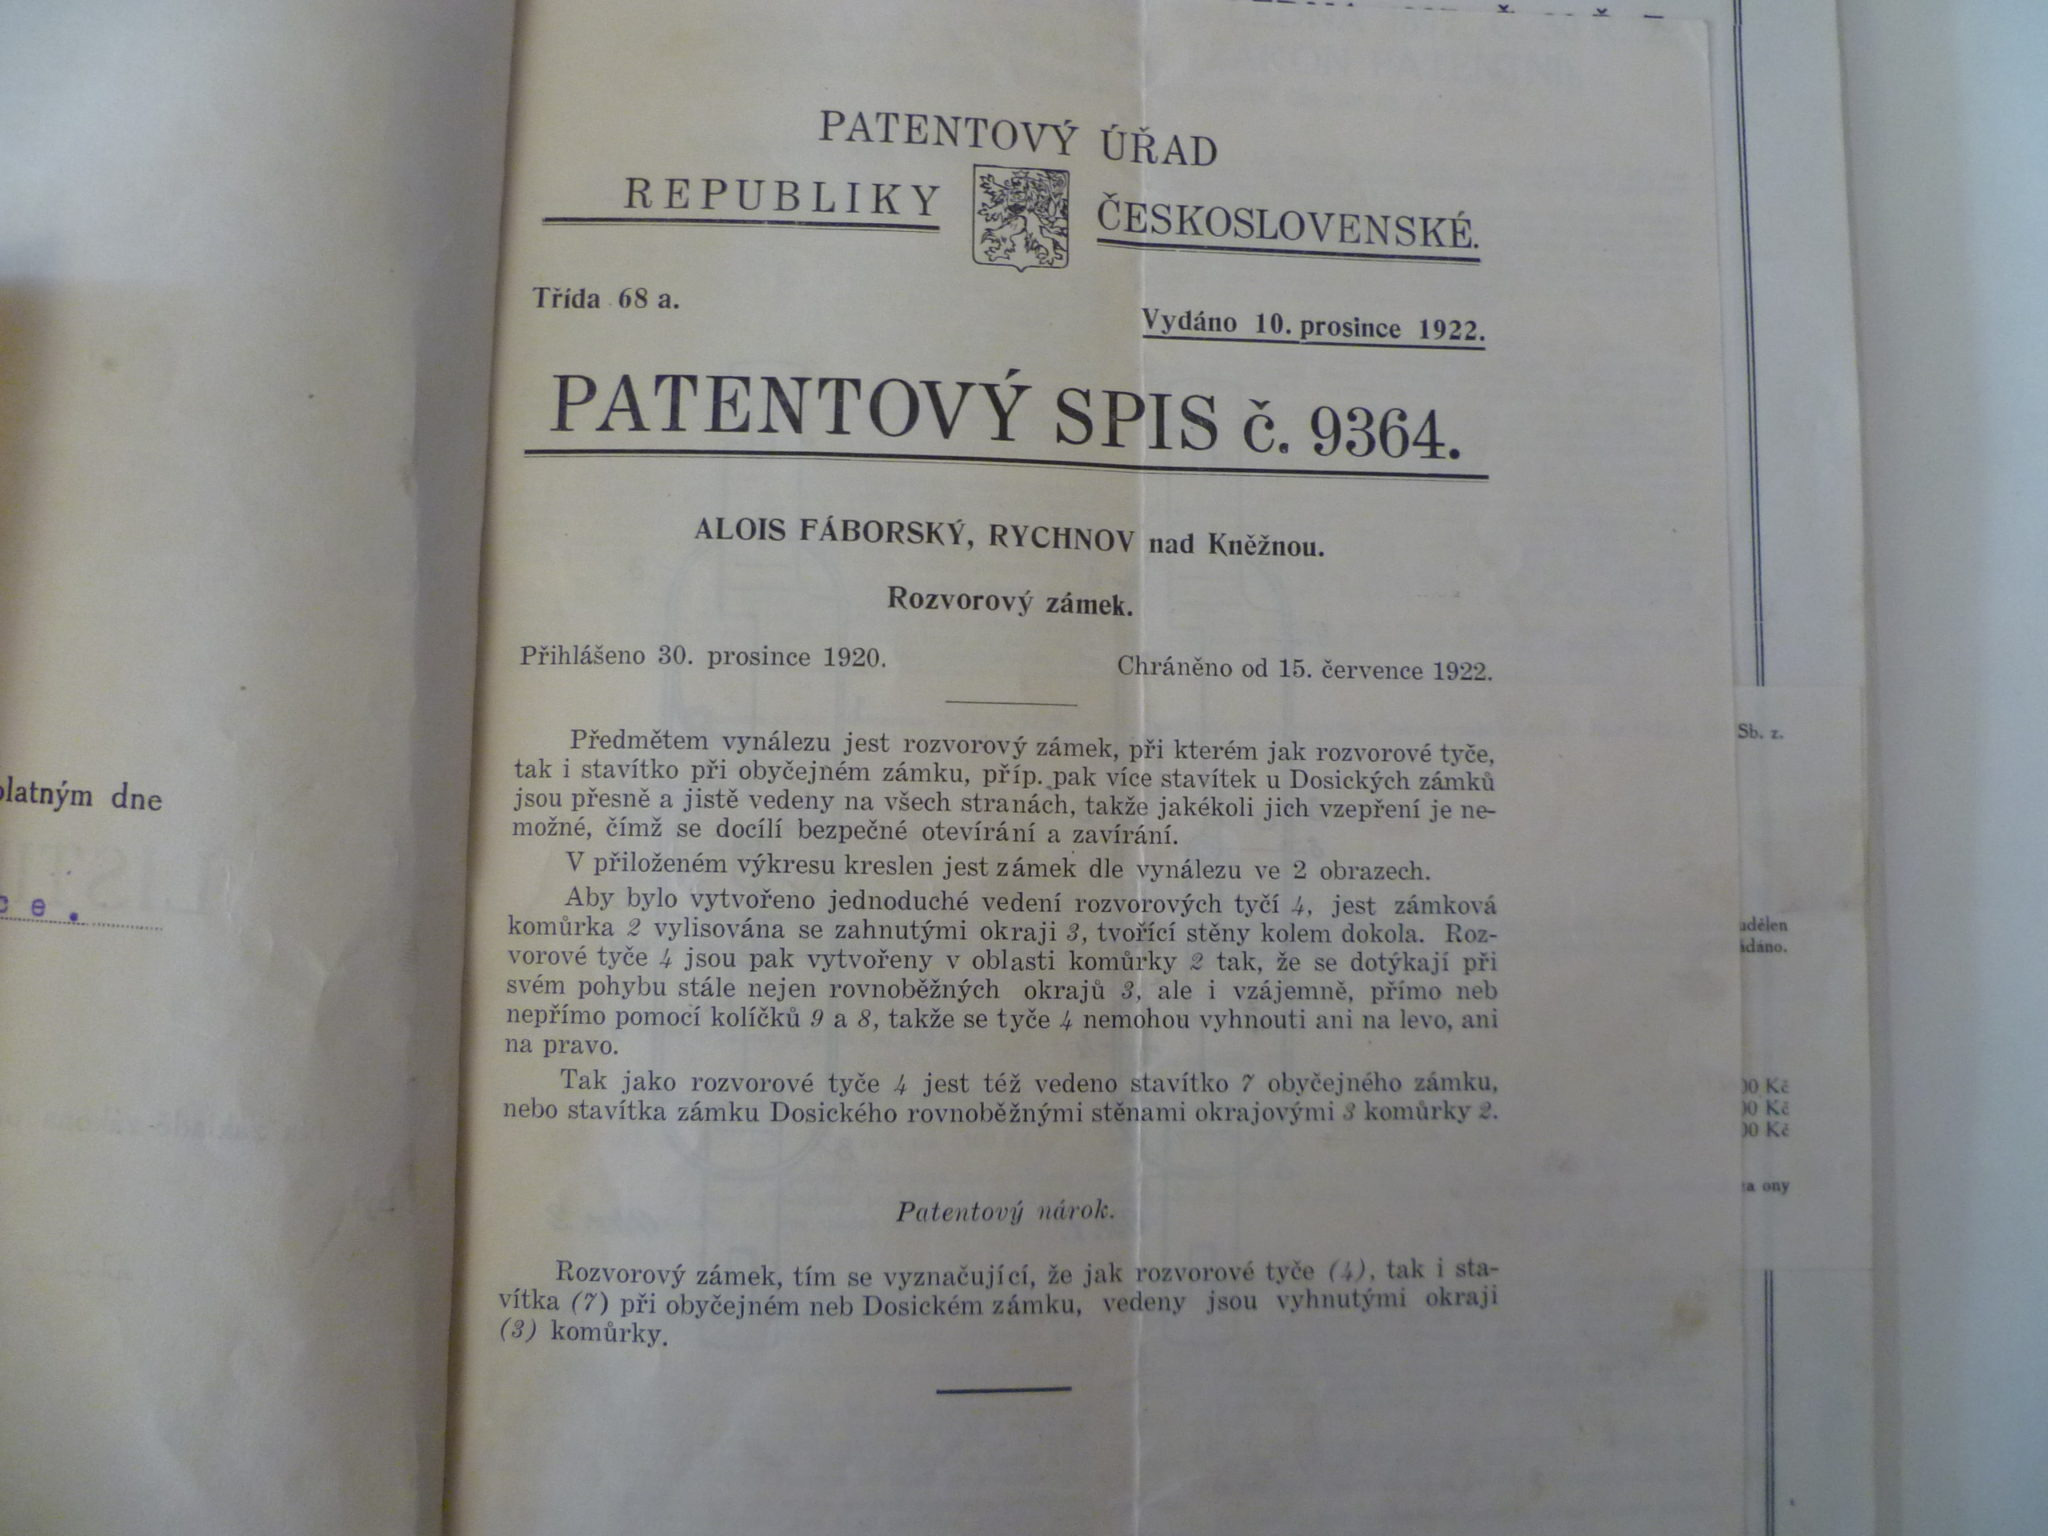 PATENTOVÝ ÚŘAD
REPUBLIKY ČESKOSLOVENSKÉ.
Třída 68 a.
Vydáno 10. prosince 1922.
PATENTOVÝ SPIS č. 9364.
ALOIS FÁBORSKÝ, RYCHNOV nad Kněžnou.
Rozvorový zámek.
Přihlášeno 30. prosince 1920.
Chráněno od 15. července 1922.
Předmětem vynálezu jest rozvorový zámek, při kterém jak rozvorové tyče,
tak i stavítko při obyčejném zámku, příp. pak více stavítek u Dosických zámků
jsou přesně a jistě vedeny na všech stranách, takže jakékoli jich vzepření je ne-
možné, čímž se docílí bezpečné otevírání a zavírání.
V přiloženém výkresu kreslen jest zámek dle vynálezu ve 2 obrazech.
Aby bylo vytvořeno jednoduché vedení rozvorových tyčí 4, jest zámková
komůrka 2 vylisována se zahnutými okraji 3, tvořící stěny kolem dokola. Roz-
vorové tyče 4 jsou pak vytvořeny v oblasti komůrky 2 tak, že se dotýkají při
svém pohybu stále nejen rovnoběžných okrajů 3, ale i vzájemně, přímo neb
nepřímo pomocí kolíčků 9 a 8, takže se tyče 4 nemohou vyhnouti ani na levo, ani
na pravo.
Tak jako rozvorové tyče 4 jest též vedeno stavítko 7 obyčejného zámku,
nebo stavítka zámku Dosického rovnoběžnými stěnami okrajovými 3 komůrky 2.
Patentový nárok.
Rozvorový zámek, tím se vyznačující, že jak rozvorové tyče (4), tak i sta-
vítka (7) při obyčejném neb Dosickém zámku, vedeny jsou vyhnutými okraji
(3) komůrky.
platným dne
c e .
Sb. z.
udělen
ádáno.
00 Kč
00 Kč
00 Kč
za ony